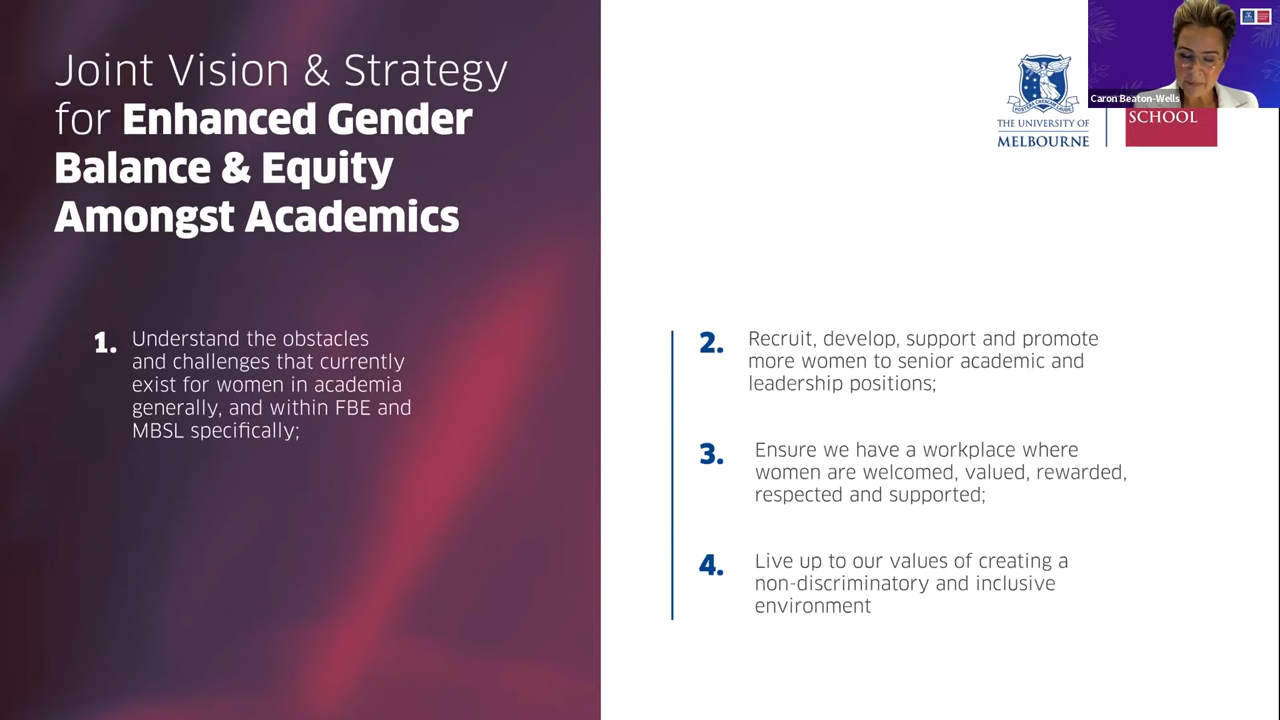 Joint Vision & Strategy
for Enhanced Gender
Balance & Equity
Amongst Academics
1. Understand the obstacles
and challenges that currently
exist for women in academia
generally, and within FBE and
MBSL specifically;
THE UNIVERSITY OF
MELBOURNE
SCHOOL
Caron Beaton-Wells
2. Recruit, develop, support and promote
more women to senior academic and
leadership positions;
3. Ensure we have a workplace where
women are welcomed, valued, rewarded,
respected and supported;
4. Live up to our values of creating a
non-discriminatory and inclusive
environment